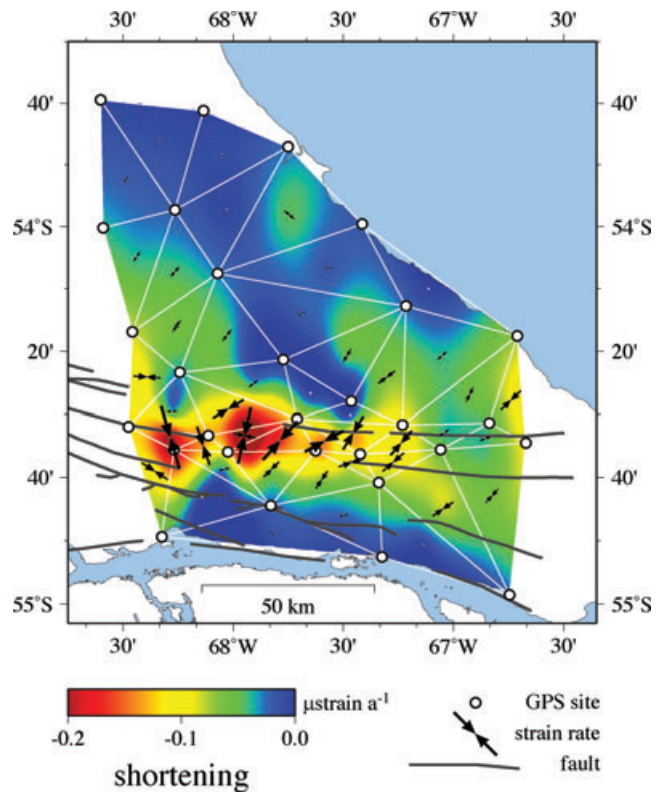 30' 68°W 30' 67°W 30'
40' 40'
54°S 54°S
20' 20'
40' 40'
55°S 55°S
50 km
30' 68°W 30' 67°W 30'
μstrain a⁻¹
-0.2 -0.1 0.0
shortening
GPS site
strain rate
fault